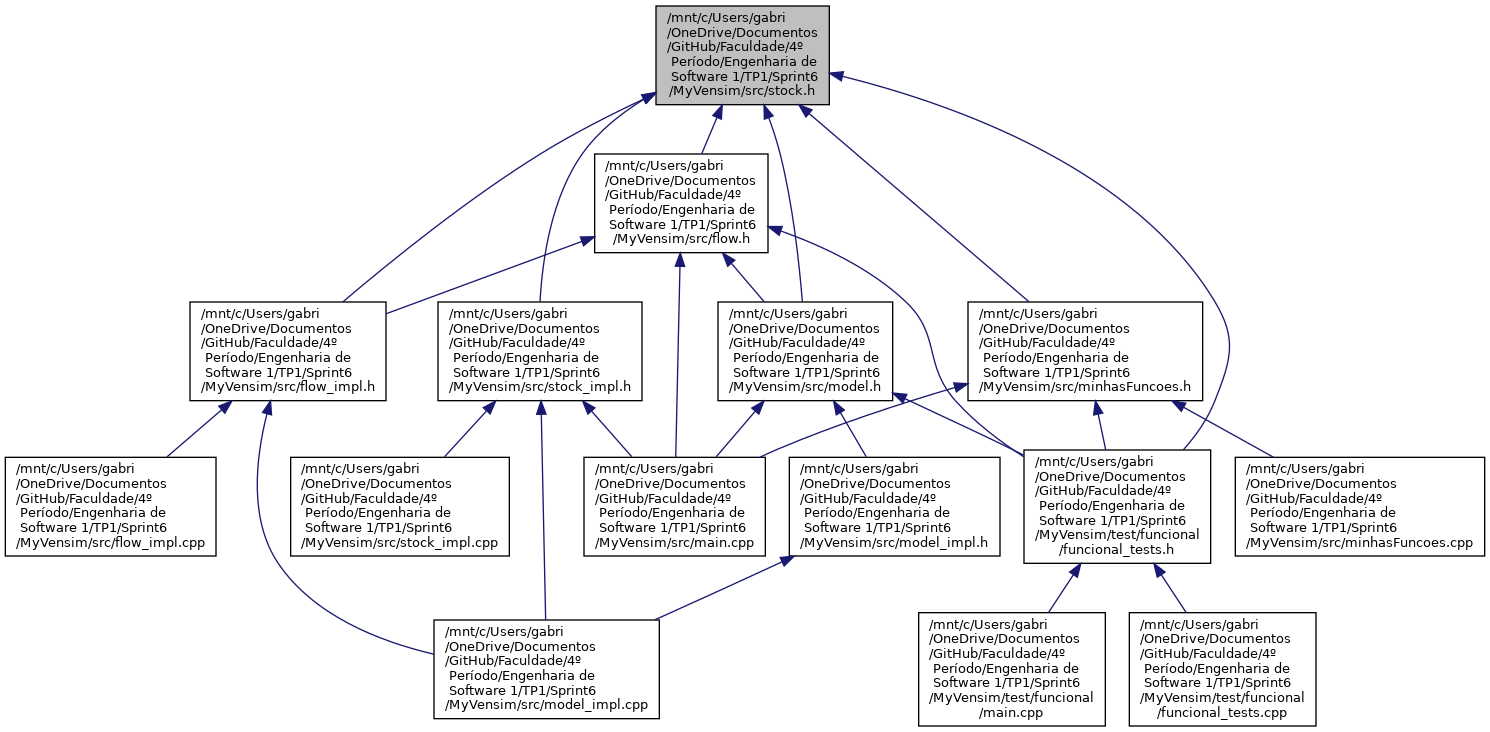 /mnt/c/Users/gabri
/OneDrive/Documentos
/GitHub/Faculdade/4º
Período/Engenharia de
Software 1/TP1/Sprint6
/MyVensim/src/stock.h
/mnt/c/Users/gabri
/OneDrive/Documentos
/GitHub/Faculdade/4º
Período/Engenharia de
Software 1/TP1/Sprint6
/MyVensim/src/flow.h
/mnt/c/Users/gabri
/OneDrive/Documentos
/GitHub/Faculdade/4º
Período/Engenharia de
Software 1/TP1/Sprint6
/MyVensim/src/flow_impl.h
/mnt/c/Users/gabri
/OneDrive/Documentos
/GitHub/Faculdade/4º
Período/Engenharia de
Software 1/TP1/Sprint6
/MyVensim/src/stock_impl.h
/mnt/c/Users/gabri
/OneDrive/Documentos
/GitHub/Faculdade/4º
Período/Engenharia de
Software 1/TP1/Sprint6
/MyVensim/src/model.h
/mnt/c/Users/gabri
/OneDrive/Documentos
/GitHub/Faculdade/4º
Período/Engenharia de
Software 1/TP1/Sprint6
/MyVensim/src/minhasFuncoes.h
/mnt/c/Users/gabri
/OneDrive/Documentos
/GitHub/Faculdade/4º
Período/Engenharia de
Software 1/TP1/Sprint6
/MyVensim/src/flow_impl.cpp
/mnt/c/Users/gabri
/OneDrive/Documentos
/GitHub/Faculdade/4º
Período/Engenharia de
Software 1/TP1/Sprint6
/MyVensim/src/stock_impl.cpp
/mnt/c/Users/gabri
/OneDrive/Documentos
/GitHub/Faculdade/4º
Período/Engenharia de
Software 1/TP1/Sprint6
/MyVensim/src/main.cpp
/mnt/c/Users/gabri
/OneDrive/Documentos
/GitHub/Faculdade/4º
Período/Engenharia de
Software 1/TP1/Sprint6
/MyVensim/src/model_impl.h
/mnt/c/Users/gabri
/OneDrive/Documentos
/GitHub/Faculdade/4º
Período/Engenharia de
Software 1/TP1/Sprint6
/MyVensim/test/funcional
/funcional_tests.h
/mnt/c/Users/gabri
/OneDrive/Documentos
/GitHub/Faculdade/4º
Período/Engenharia de
Software 1/TP1/Sprint6
/MyVensim/src/minhasFuncoes.cpp
/mnt/c/Users/gabri
/OneDrive/Documentos
/GitHub/Faculdade/4º
Período/Engenharia de
Software 1/TP1/Sprint6
/MyVensim/src/model_impl.cpp
/mnt/c/Users/gabri
/OneDrive/Documentos
/GitHub/Faculdade/4º
Período/Engenharia de
Software 1/TP1/Sprint6
/MyVensim/test/funcional
/main.cpp
/mnt/c/Users/gabri
/OneDrive/Documentos
/GitHub/Faculdade/4º
Período/Engenharia de
Software 1/TP1/Sprint6
/MyVensim/test/funcional
/funcional_tests.cpp